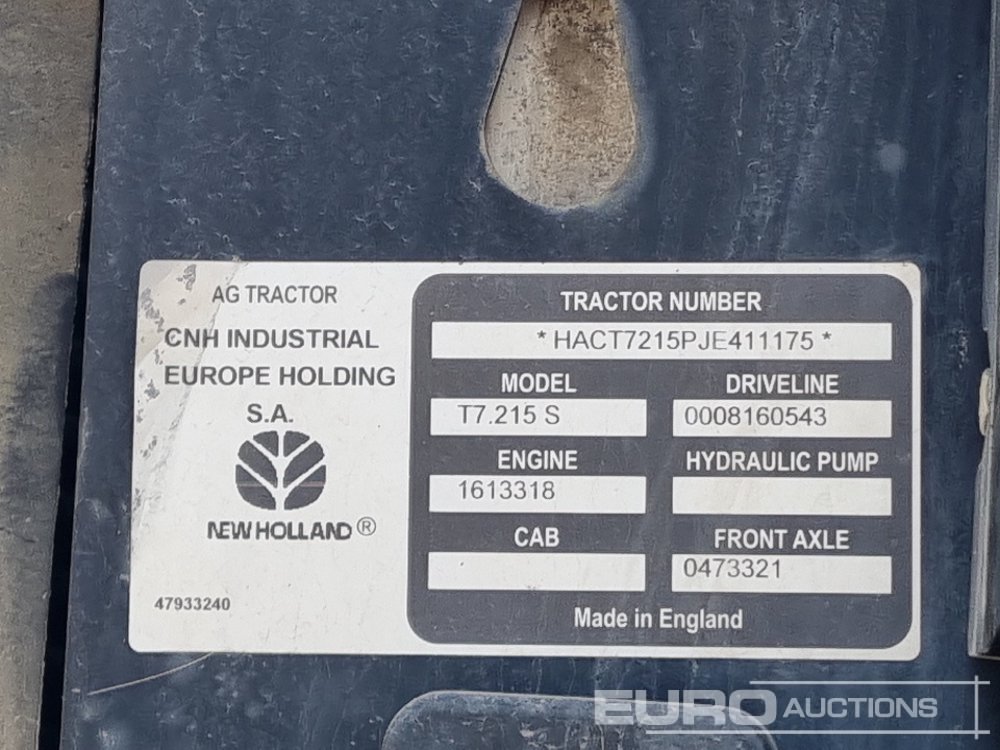 AG TRACTOR
CNH INDUSTRIAL
EUROPE HOLDING
S.A.
NEW HOLLAND ®
47933240
TRACTOR NUMBER
* HACT7215PJE411175 *
MODEL DRIVELINE
T7.215 S 0008160543
ENGINE HYDRAULIC PUMP
1613318
CAB FRONT AXLE
0473321
Made in England
EURO AUCTIONS